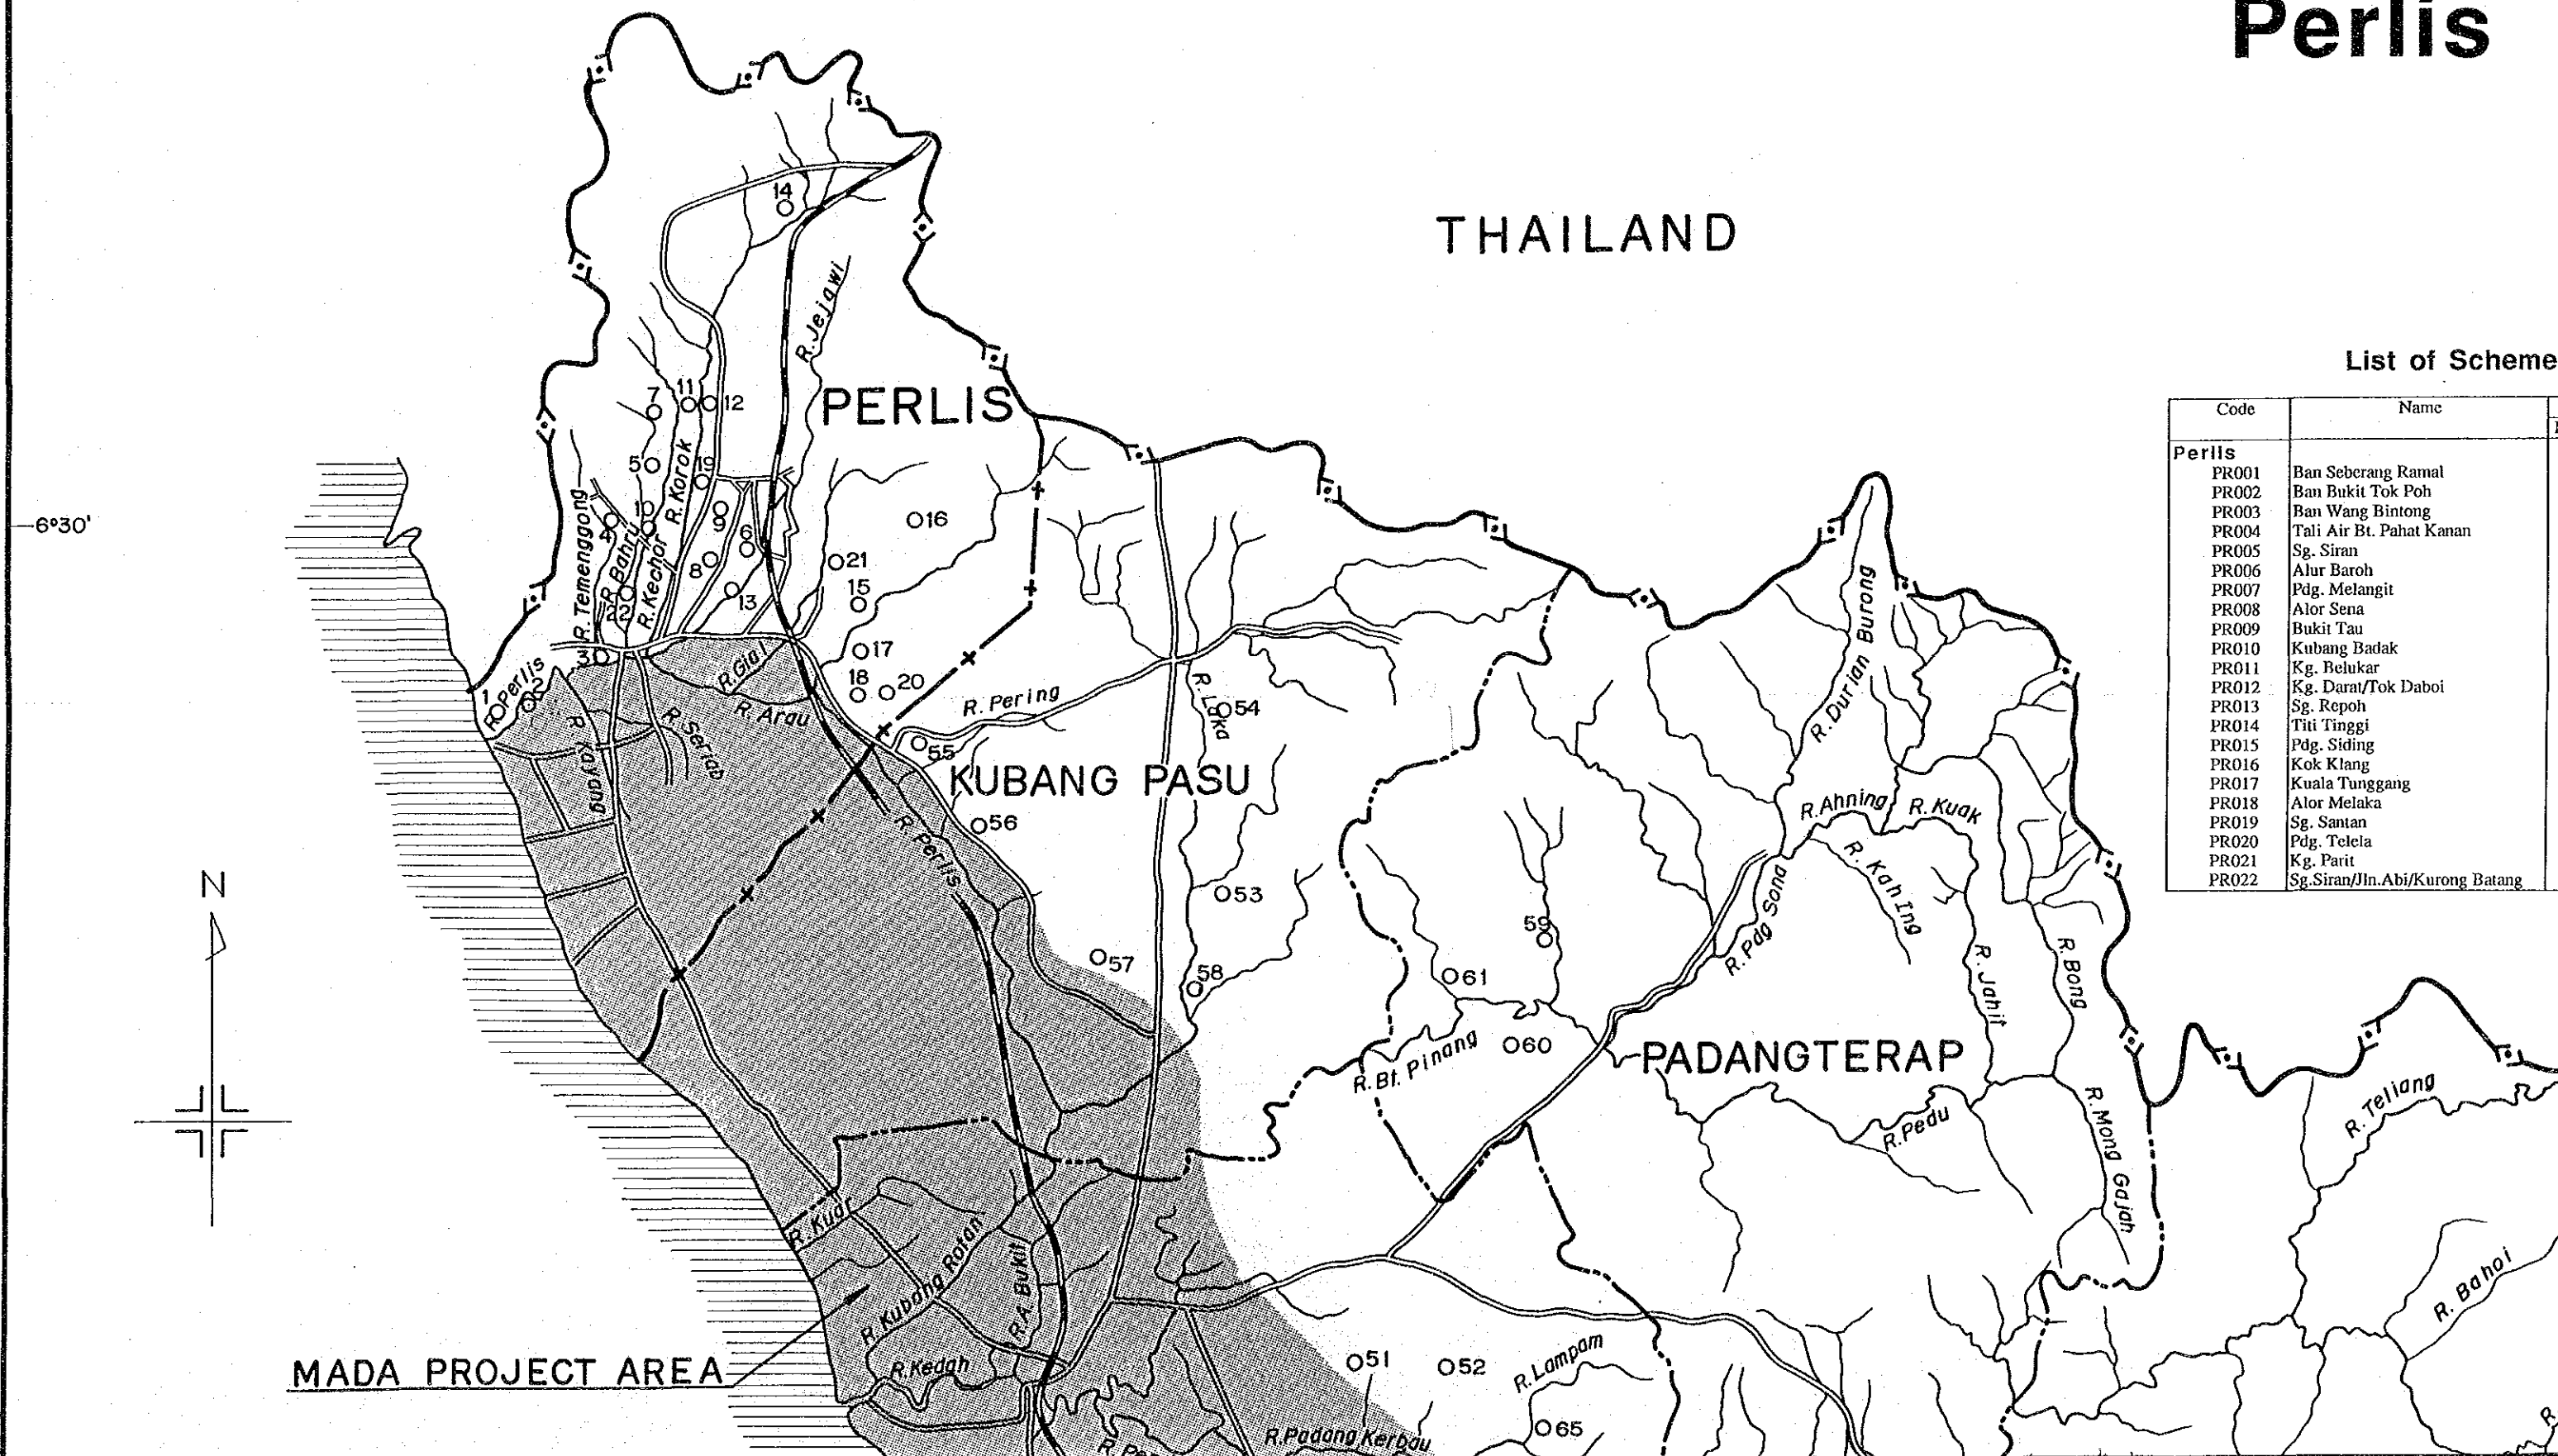 Perlis
THAILAND
14
R. Jejawi
PERLIS
7
11
12
5
R. Korok
19
16
R. Temenggong
4
10
9
6
R. Bahru
R. Kechor
8
21
15
22
13
17
3
R. Gial
18
20
1
R. Perlis
2
R. Arau
R. Pering
R. Seriab
R. Kayang
R. Laka
54
55
KUBANG PASU
56
R. Perlis
53
57
58
R. Durian Burong
R. Ahning
R. Kuak
R. Kah Ing
R. Pdg Sona
59
61
R. Jahit
R. Bong
60
R. Bt. Pinang
PADANGTERAP
R. Pedu
R. Mong Gajah
R. Teliang
R. Bahoi
R. Kuar
R. Kubang Rotan
R. A. Bukit
R. Kedah
MADA PROJECT AREA
51
52
R. Lampam
65
R. Padang Kerbau
6°30'
N
List of Scheme
Code Name
Perlis
PR001 Ban Seberang Ramal
PR002 Ban Bukit Tok Poh
PR003 Ban Wang Bintong
PR004 Tali Air Bt. Pahat Kanan
PR005 Sg. Siran
PR006 Alur Baroh
PR007 Pdg. Melangit
PR008 Alor Sena
PR009 Bukit Tau
PR010 Kubang Badak
PR011 Kg. Belukar
PR012 Kg. Darat/Tok Daboi
PR013 Sg. Repoh
PR014 Titi Tinggi
PR015 Pdg. Siding
PR016 Kok Klang
PR017 Kuala Tunggang
PR018 Alor Melaka
PR019 Sg. Santan
PR020 Pdg. Telela
PR021 Kg. Parit
PR022 Sg.Siran/Jln.Abi/Kurong Batang